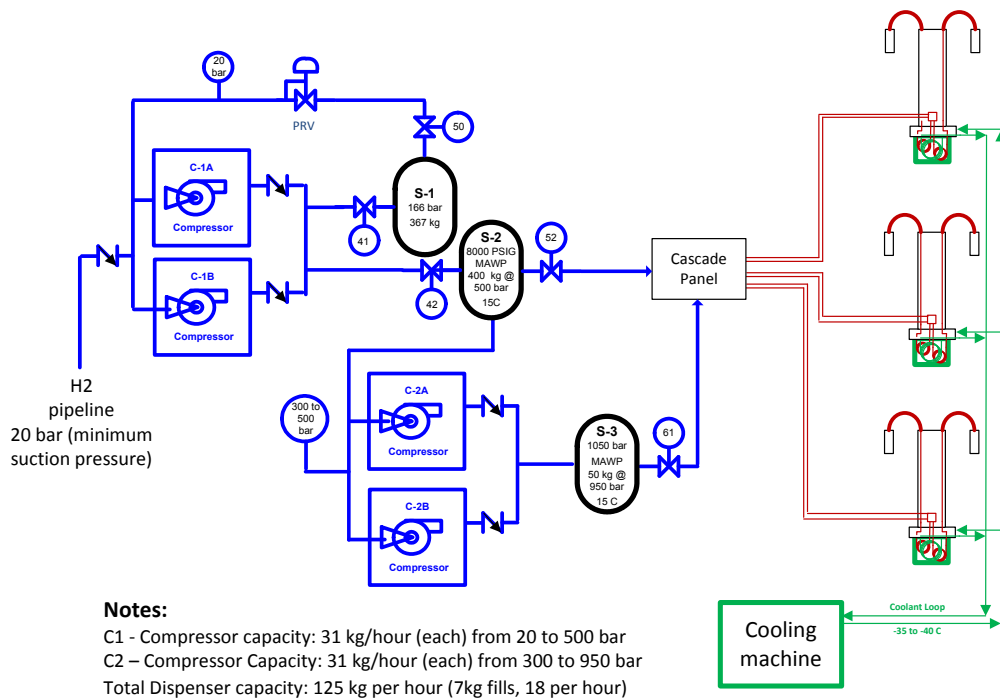 20
bar
PRV
50
C-1A
Compressor
S-1
166 bar
367 kg
41
C-1B
Compressor
S-2
8000 PSIG
MAWP
400 kg @
500 bar
15C
42
52
Cascade
Panel
H2
pipeline
20 bar (minimum
suction pressure)
300 to
500
bar
C-2A
Compressor
C-2B
Compressor
S-3
1050 bar
MAWP
50 kg @
950 bar
15 C
61
Coolant Loop
-35 to -40 C
Cooling
machine
Notes:
C1 - Compressor capacity: 31 kg/hour (each) from 20 to 500 bar
C2 – Compressor Capacity: 31 kg/hour (each) from 300 to 950 bar
Total Dispenser capacity: 125 kg per hour (7kg fills, 18 per hour)